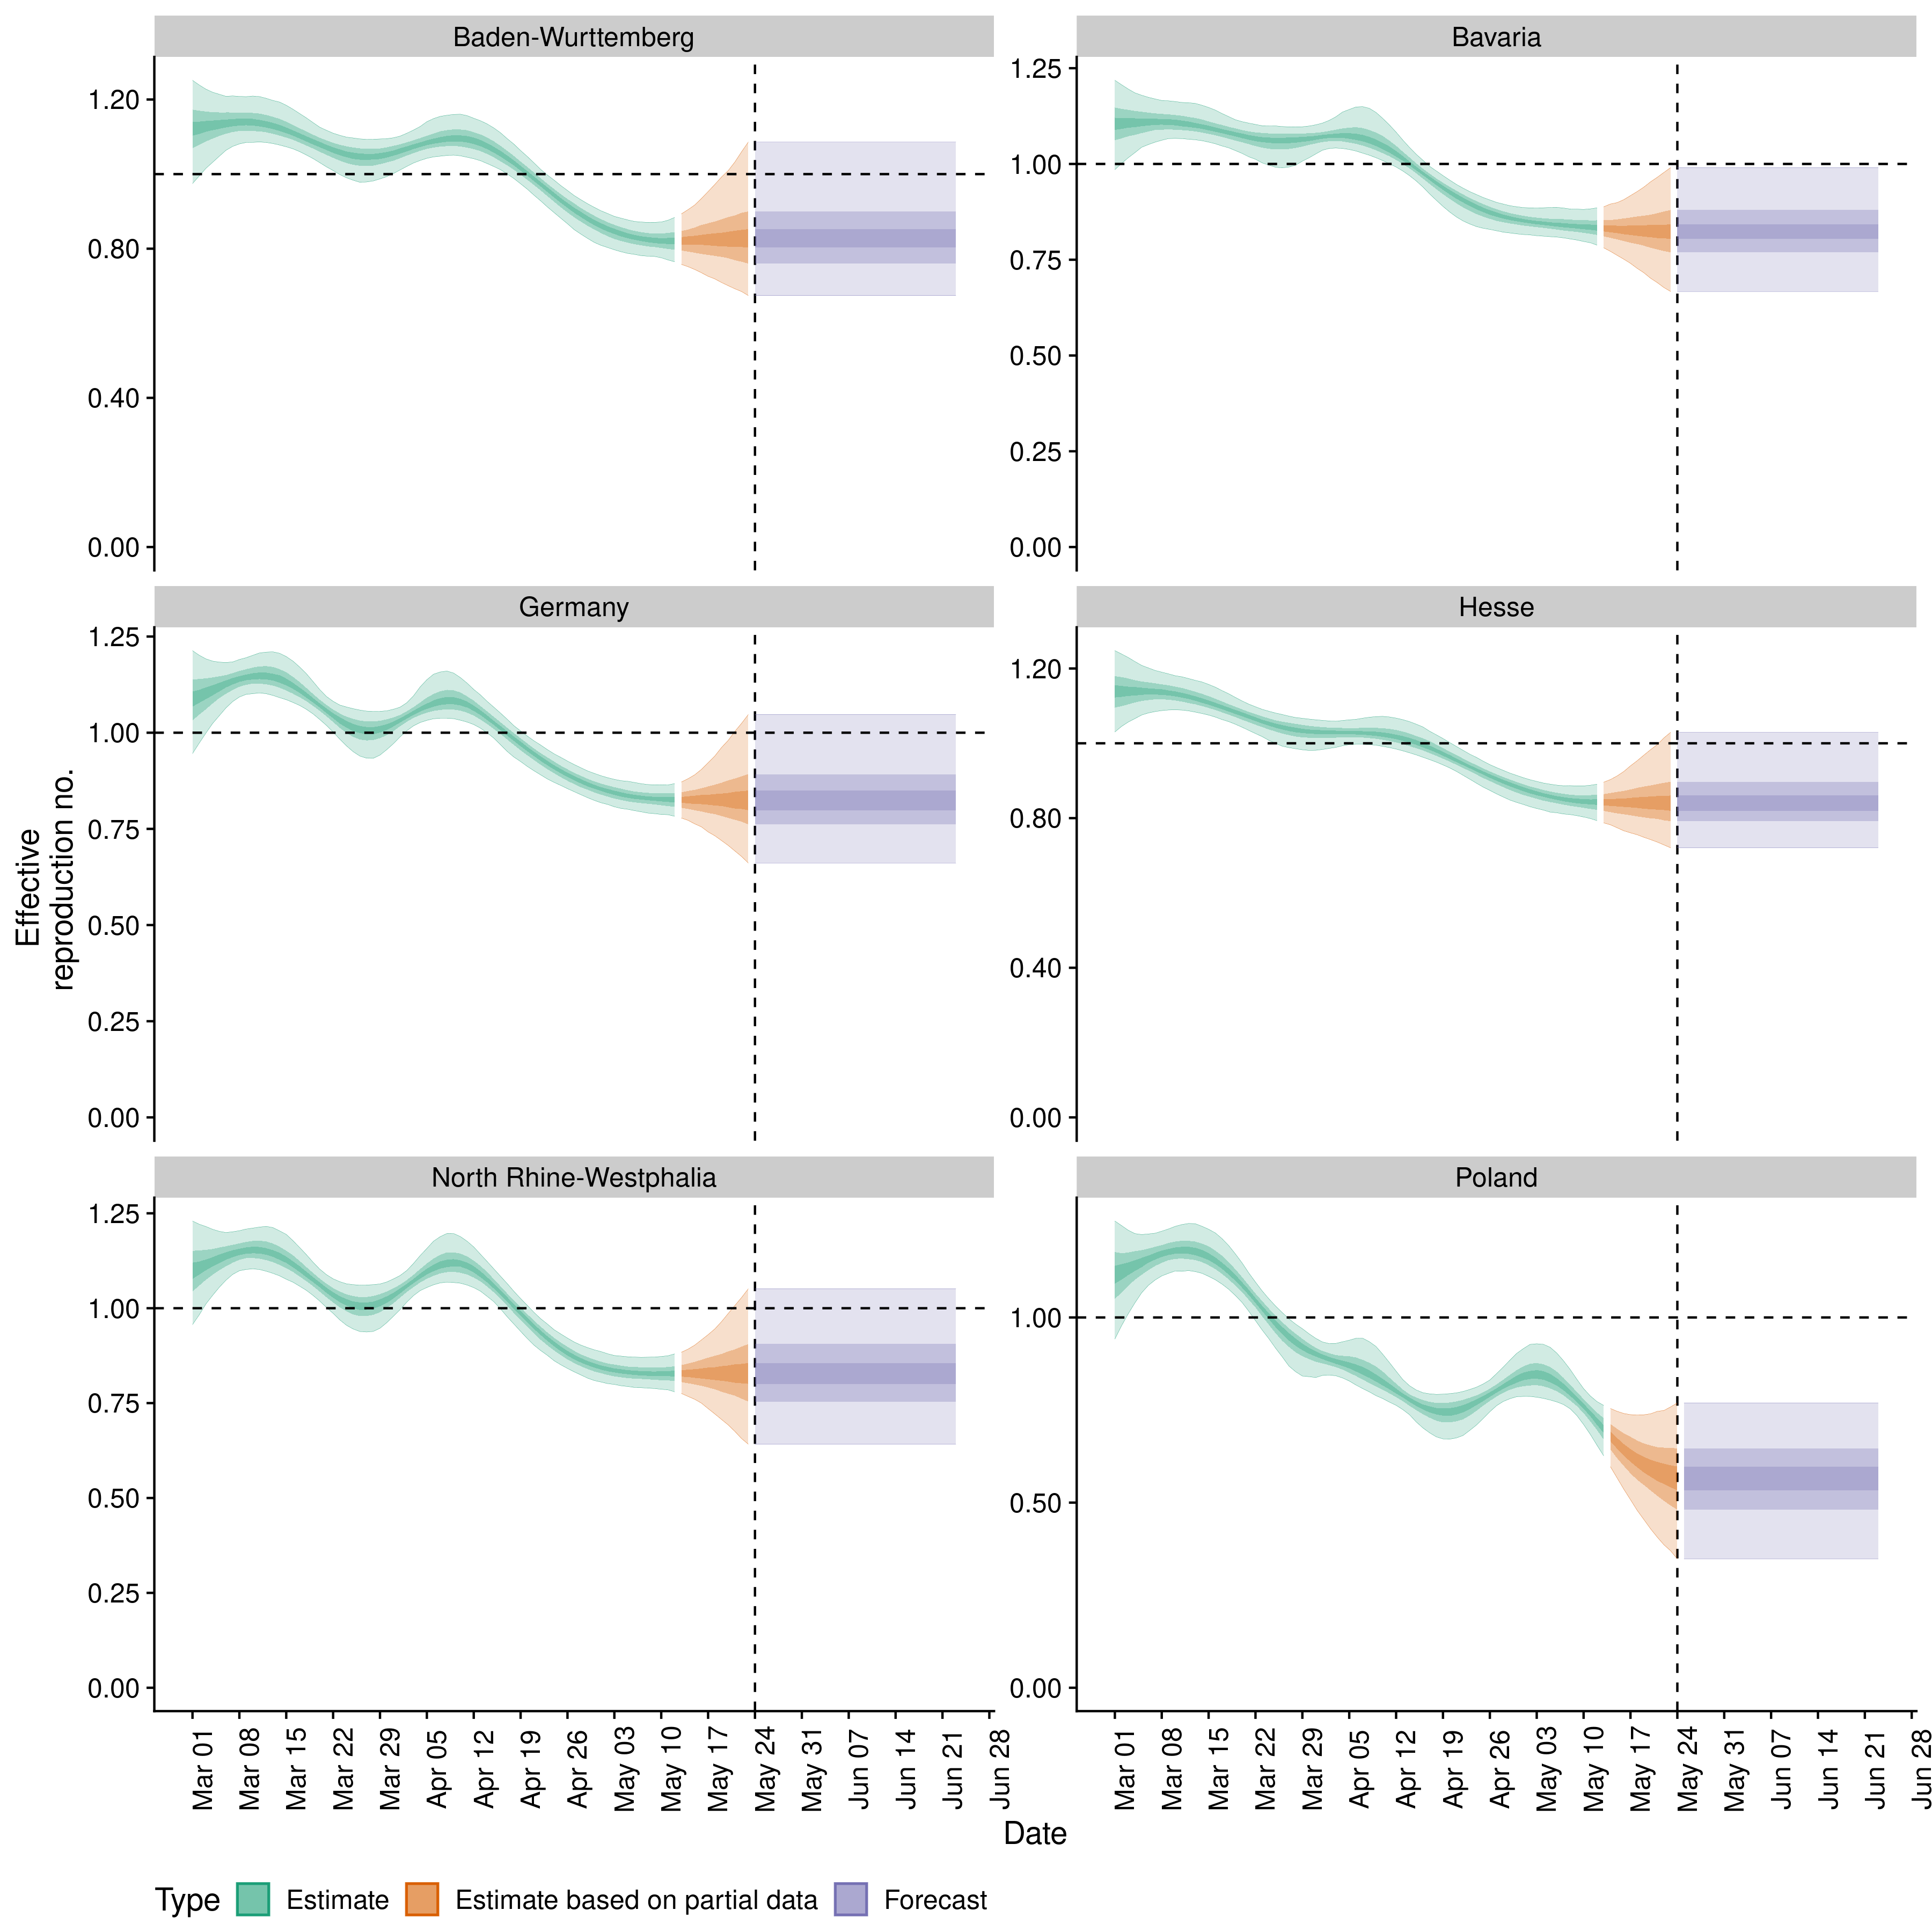 Baden-Wurttemberg
Bavaria
1.20
0.80
0.40
0.00
1.25
1.00
0.75
0.50
0.25
0.00
Germany
Hesse
1.25
1.00
0.75
0.50
0.25
0.00
1.20
0.80
0.40
0.00
Effective
reproduction no.
North Rhine-Westphalia
Poland
1.25
1.00
0.75
0.50
0.25
0.00
1.00
0.50
0.00
Mar 01
Mar 08
Mar 15
Mar 22
Mar 29
Apr 05
Apr 12
Apr 19
Apr 26
May 03
May 10
May 17
May 24
May 31
Jun 07
Jun 14
Jun 21
Jun 28
Mar 01
Mar 08
Mar 15
Mar 22
Mar 29
Apr 05
Apr 12
Apr 19
Apr 26
May 03
May 10
May 17
May 24
May 31
Jun 07
Jun 14
Jun 21
Jun 28
Date
Type Estimate Estimate based on partial data Forecast